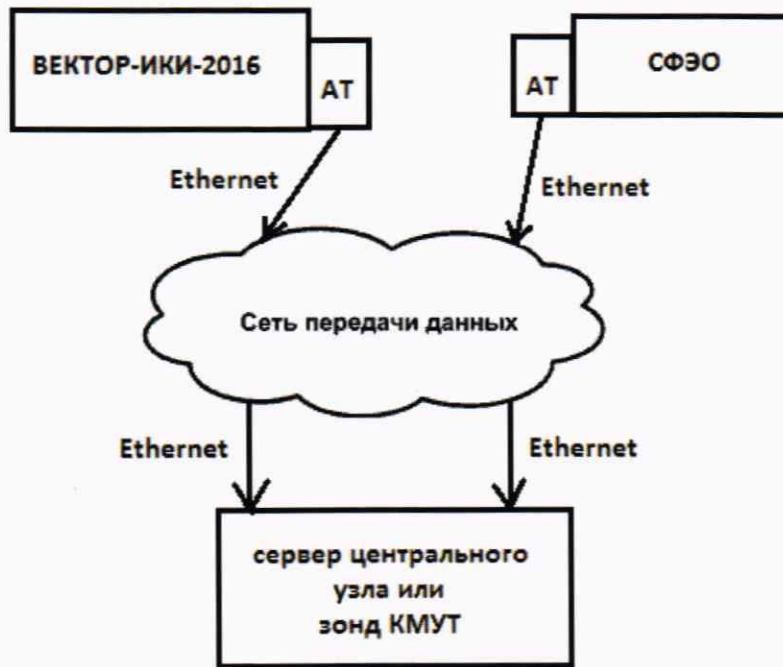 ВЕКТОР-ИКИ-2016
АТ
АТ
СФЭО
Ethernet
Ethernet
Сеть передачи данных
Ethernet
Ethernet
сервер центрального
узла или
зонд КМУТ